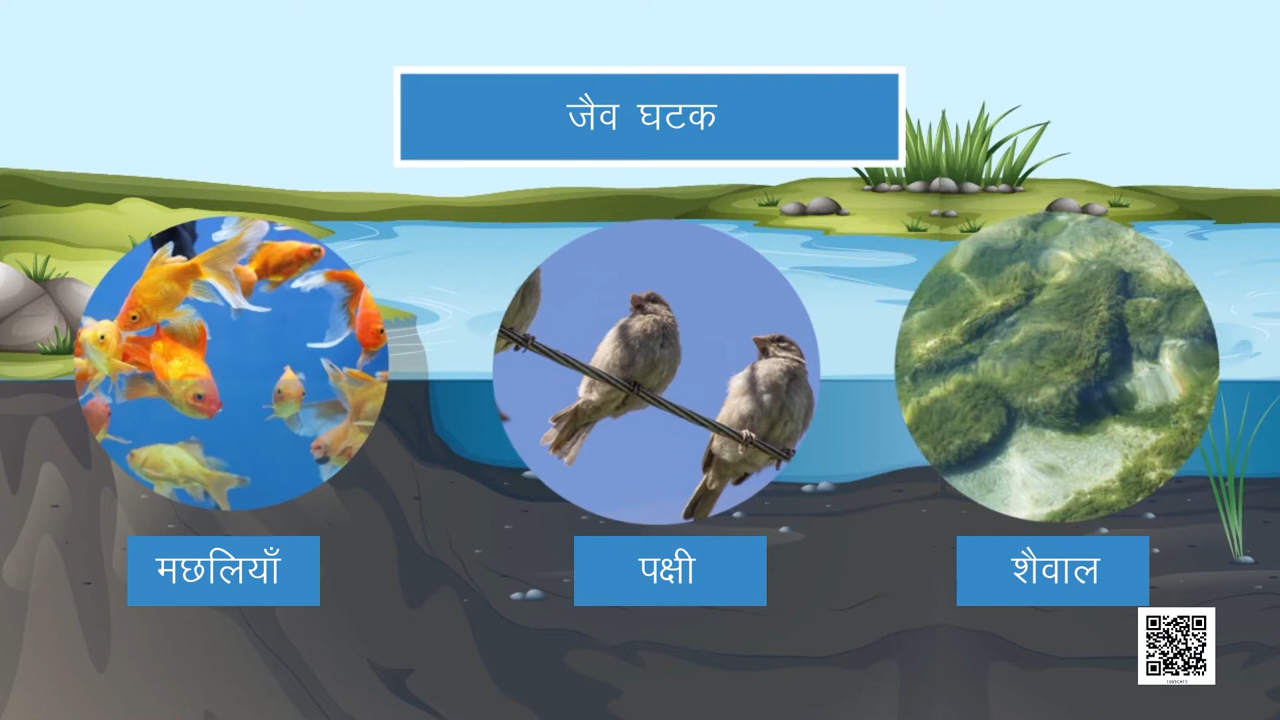 जैव घटक
मछलियाँ
पक्षी
शैवाल